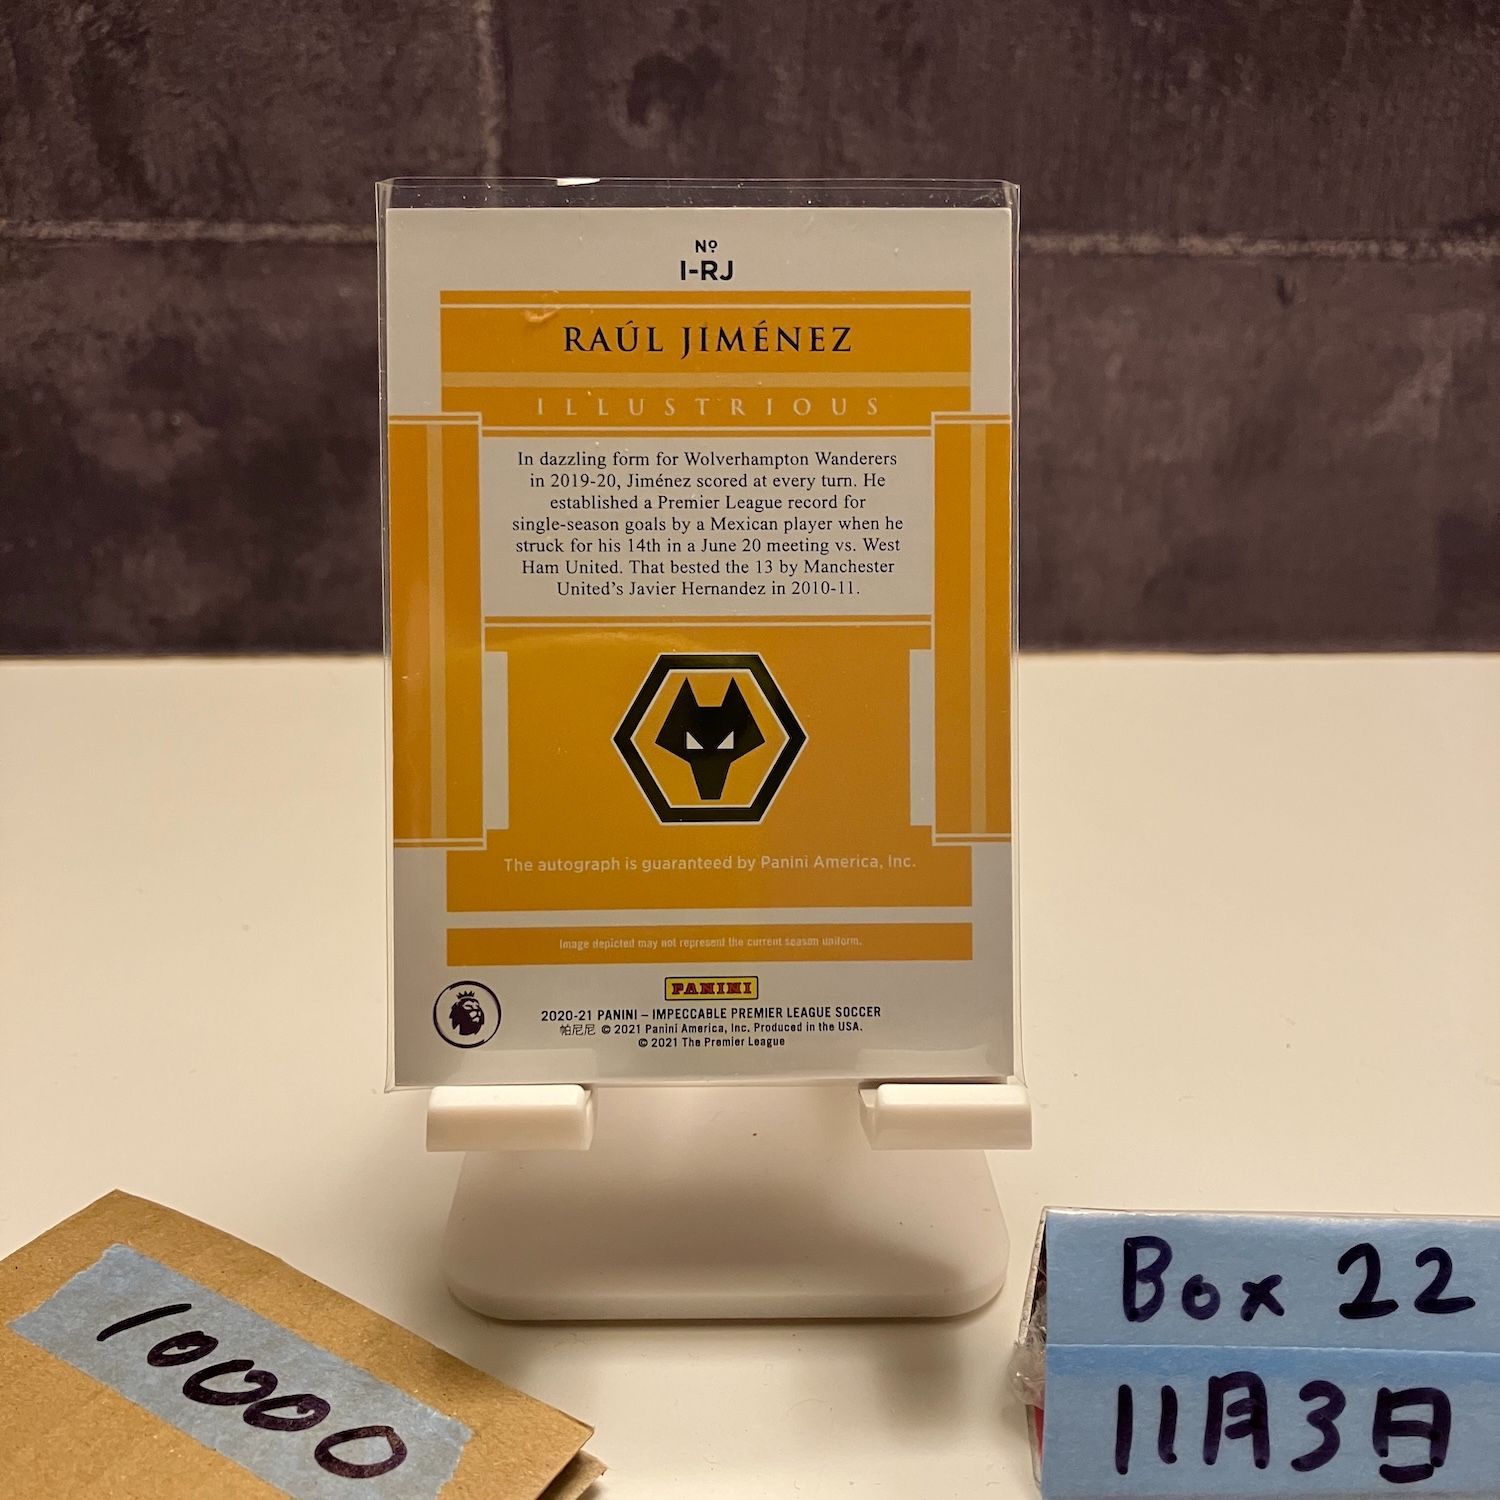 Nº
I-RJ
RAÚL JIMÉNEZ
ILLUSTRIOUS
In dazzling form for Wolverhampton Wanderers
in 2019-20, Jiménez scored at every turn. He
established a Premier League record for
single-season goals by a Mexican player when he
struck for his 14th in a June 20 meeting vs. West
Ham United. That bested the 13 by Manchester
United's Javier Hernandez in 2010-11.
The autograph is guaranteed by Panini America, Inc.
Image depicted may not represent the current season uniform.
PANINI
2020-21 PANINI – IMPECCABLE PREMIER LEAGUE SOCCER
帕尼尼 © 2021 Panini America, Inc. Produced in the USA.
© 2021 The Premier League
10000
Box 22
11月3日